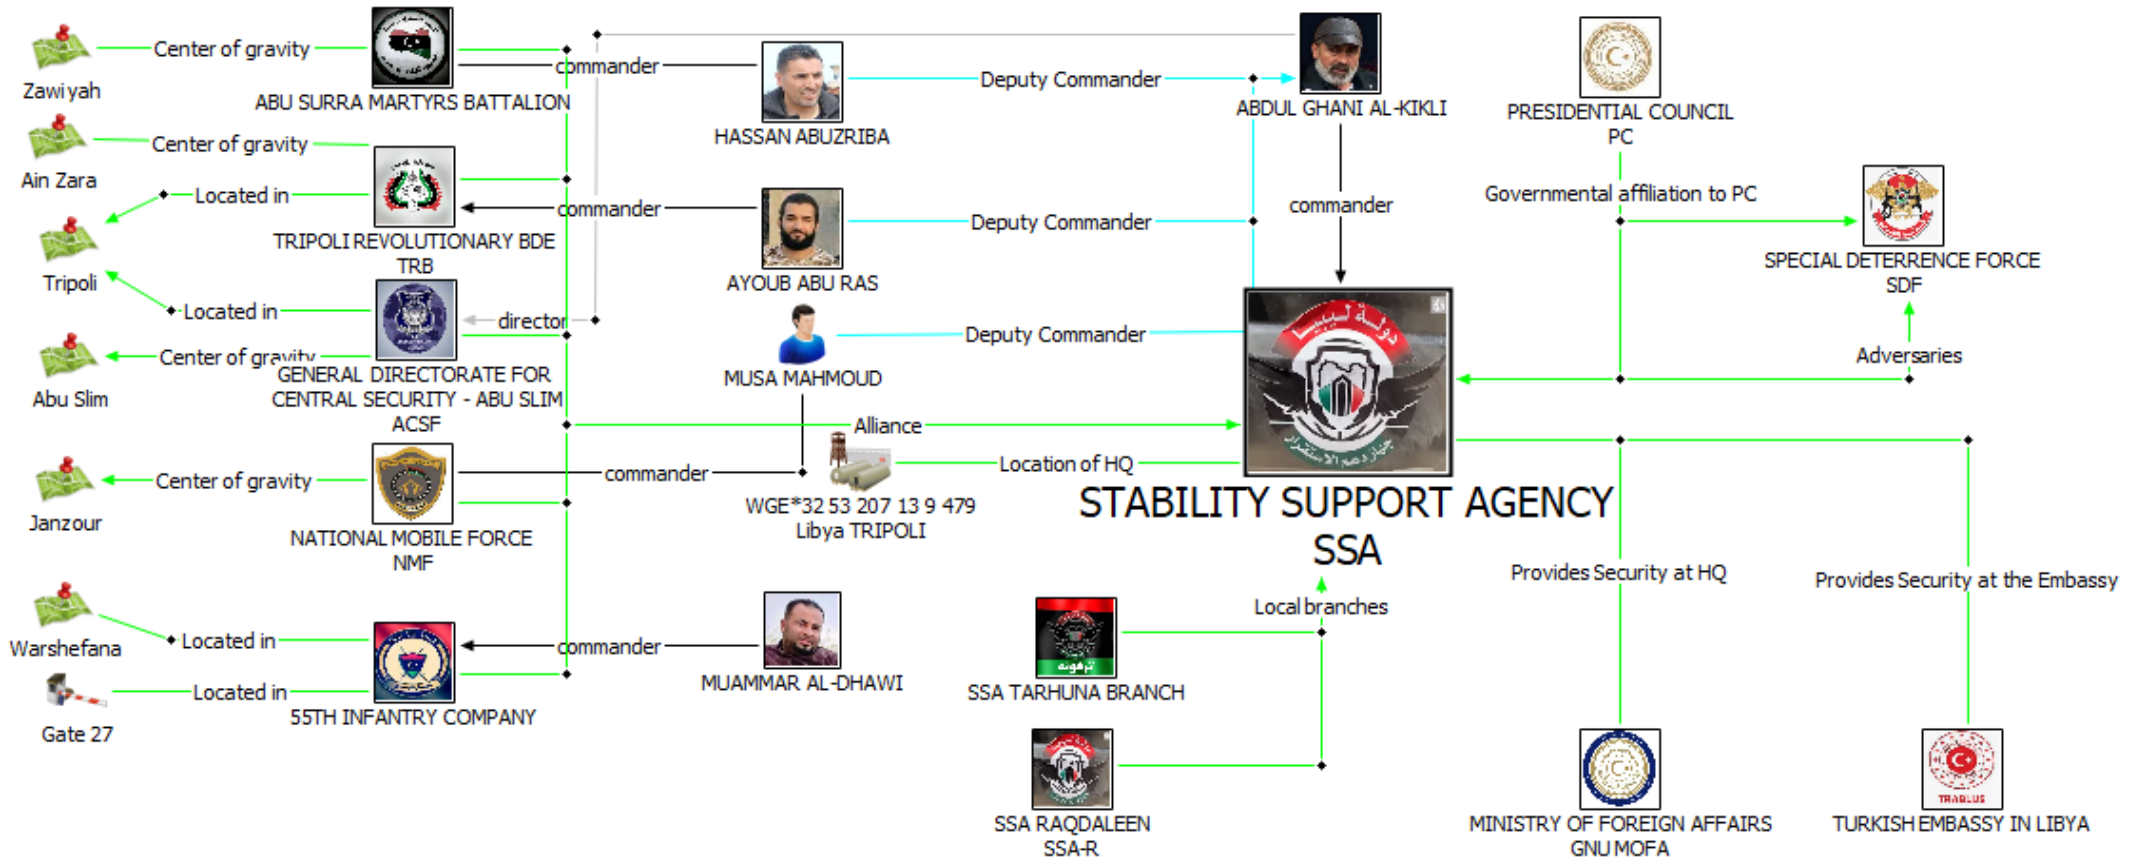 Zawiyah
Center of gravity
ABU SURRA MARTYRS BATTALION
commander
HASSAN ABUZRIBA
Deputy Commander
ABDUL GHANI AL-KIKLI
PRESIDENTIAL COUNCIL
PC
Ain Zara
Center of gravity
Located in
TRIPOLI REVOLUTIONARY BDE
TRB
commander
AYOUB ABU RAS
Deputy Commander
commander
Governmental affiliation to PC
SPECIAL DETERRENCE FORCE
SDF
Tripoli
Located in
director
MUSA MAHMOUD
Deputy Commander
Adversaries
Abu Slim
Center of gravity
GENERAL DIRECTORATE FOR
CENTRAL SECURITY - ABU SLIM
ACSF
Alliance
دولة ليبيا
جهاز دعم الاستقرار
Janzour
Center of gravity
NATIONAL MOBILE FORCE
NMF
commander
Location of HQ
WGE*32 53 207 13 9 479
Libya TRIPOLI
STABILITY SUPPORT AGENCY
SSA
Provides Security at HQ
Provides Security at the Embassy
Warshefana
Located in
Gate 27
Located in
55TH INFANTRY COMPANY
commander
MUAMMAR AL-DHAWI
Local branches
ترهونه
SSA TARHUNA BRANCH
SSA RAQDALEEN
SSA-R
MINISTRY OF FOREIGN AFFAIRS
GNU MOFA
TRABLUS
TURKISH EMBASSY IN LIBYA